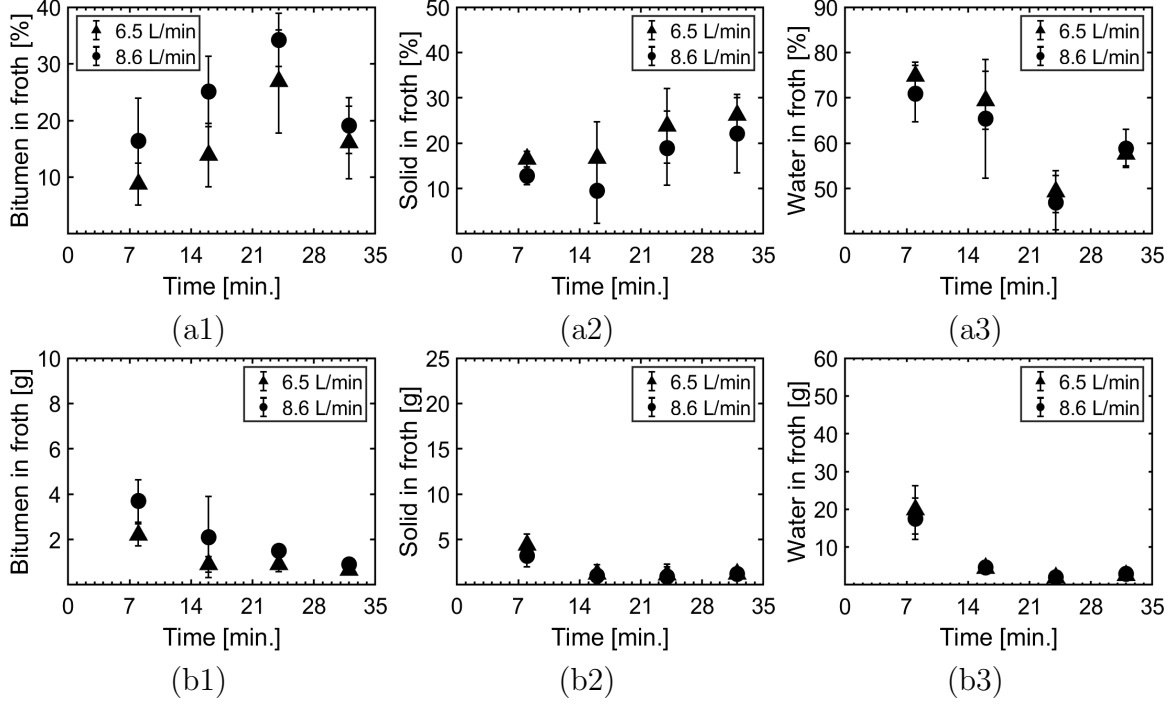 Bitumen in froth [%]
40
30
20
10
6.5 L/min
8.6 L/min
0 7 14 21 28 35
Time [min.]
(a1)
Solid in froth [%]
50
40
30
20
10
6.5 L/min
8.6 L/min
0 7 14 21 28 35
Time [min.]
(a2)
Water in froth [%]
90
80
70
60
50
6.5 L/min
8.6 L/min
0 7 14 21 28 35
Time [min.]
(a3)
Bitumen in froth [g]
10
8
6
4
2
6.5 L/min
8.6 L/min
0 7 14 21 28 35
Time [min.]
(b1)
Solid in froth [g]
25
20
15
10
5
6.5 L/min
8.6 L/min
0 7 14 21 28 35
Time [min.]
(b2)
Water in froth [g]
60
50
40
30
20
10
6.5 L/min
8.6 L/min
0 7 14 21 28 35
Time [min.]
(b3)